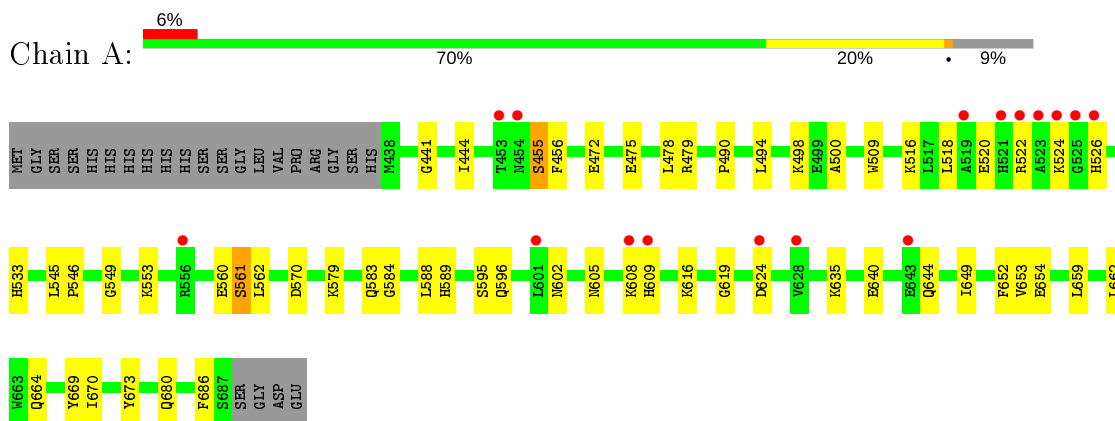 6%
Chain A:
70% 20% • 9%
MET GLY SER SER HIS HIS HIS HIS HIS HIS SER SER GLY LEU VAL PRO ARG GLY SER HIS M438 G441 I444 T453 N454 S455 F456 E472 E475 L478 R479 P490 L494 K498 E499 A500 W509 K516 L517 L518 A519 E520 H521 R522 A523 K524 G525 H526
H533 L545 P546 G549 K553 R556 E560 S561 L562 D570 K579 Q583 G584 L588 H589 S595 Q596 L601 N602 N605 K608 H609 K616 G619 D624 V628 K635 E640 E643 Q644 I649 F652 V653 E654 L659 L662
W663 Q664 Y669 I670 Y673 Q680 F686 S687 SER GLY ASP GLU